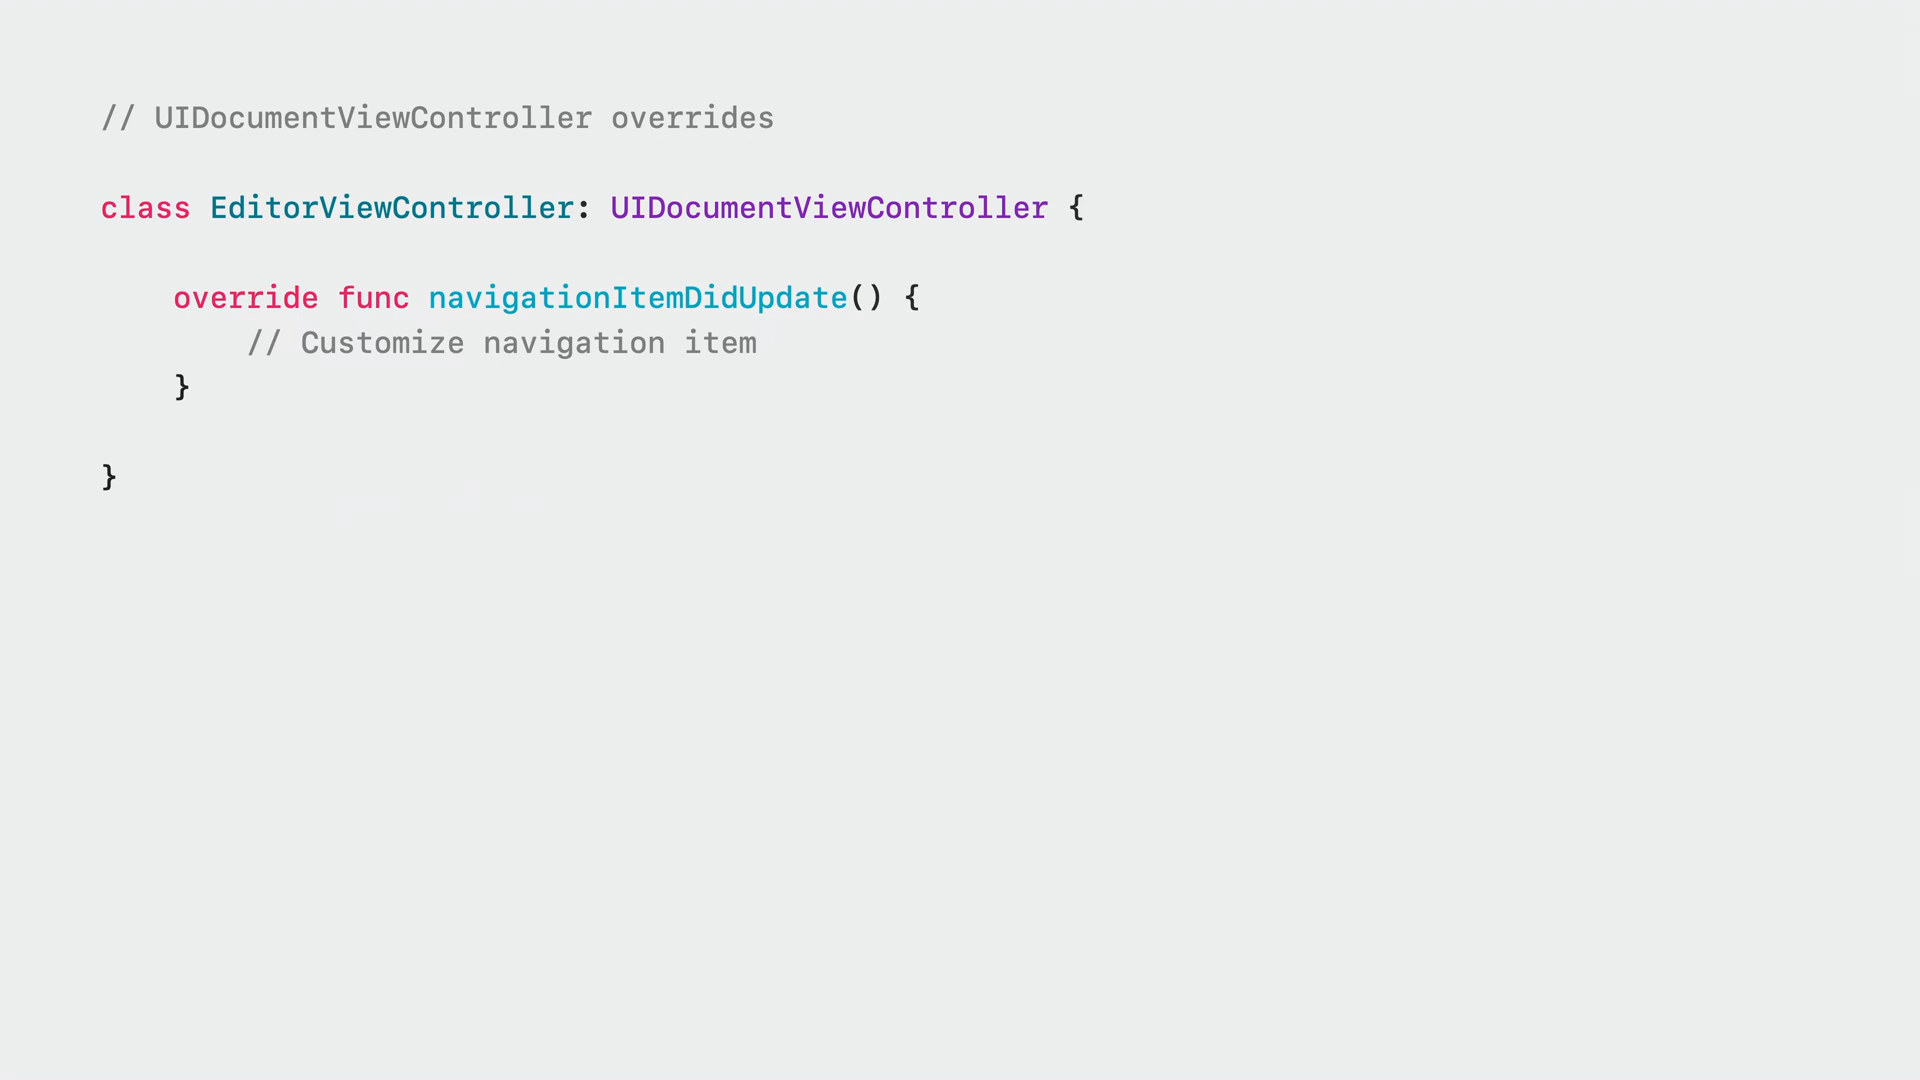 // UIDocumentViewController overrides
class EditorViewController: UIDocumentViewController {
override func navigationItemDidUpdate() {
// Customize navigation item
}
}